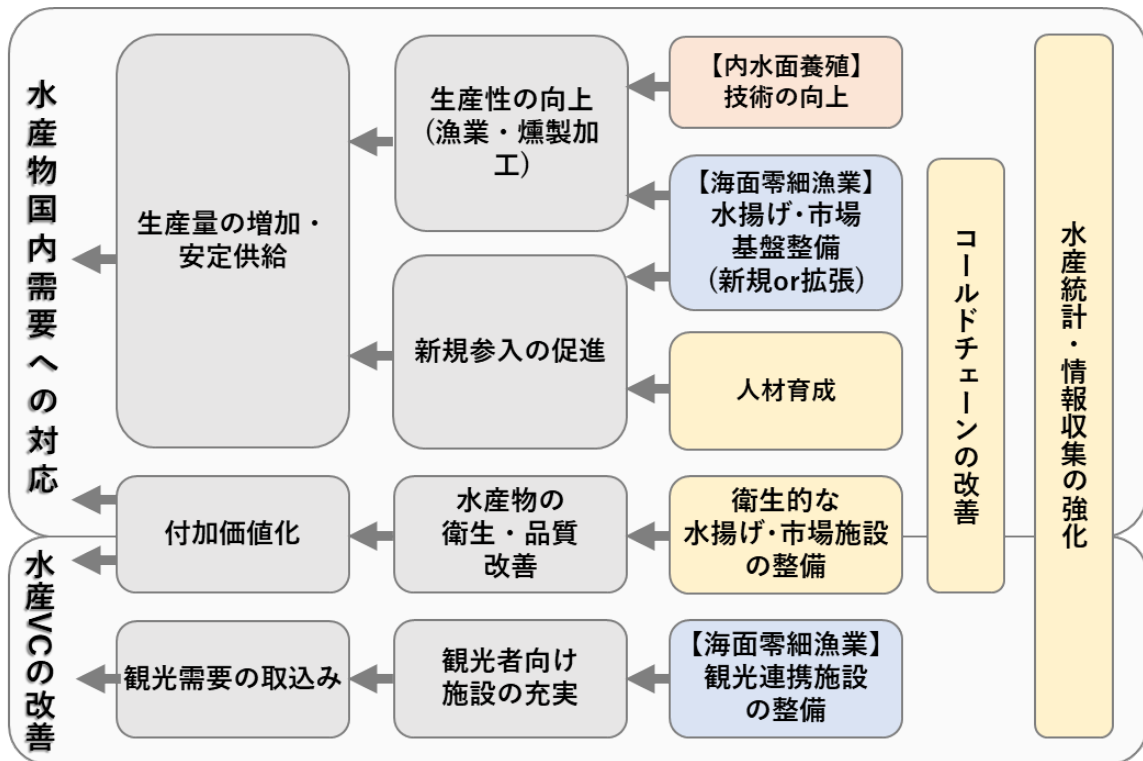 水産物国内需要への対応
生産量の増加・
安定供給
生産性の向上
(漁業・燻製加
工)
【内水面養殖】
技術の向上
【海面零細漁業】
水揚げ・市場
基盤整備
(新規or拡張)
新規参入の促進
人材育成
コールドチェーンの改善
水産統計・情報収集の強化
付加価値化
水産物の
衛生・品質
改善
衛生的な
水揚げ・市場施設
の整備
水産VCの改善
観光需要の取込み
観光者向け
施設の充実
【海面零細漁業】
観光連携施設
の整備